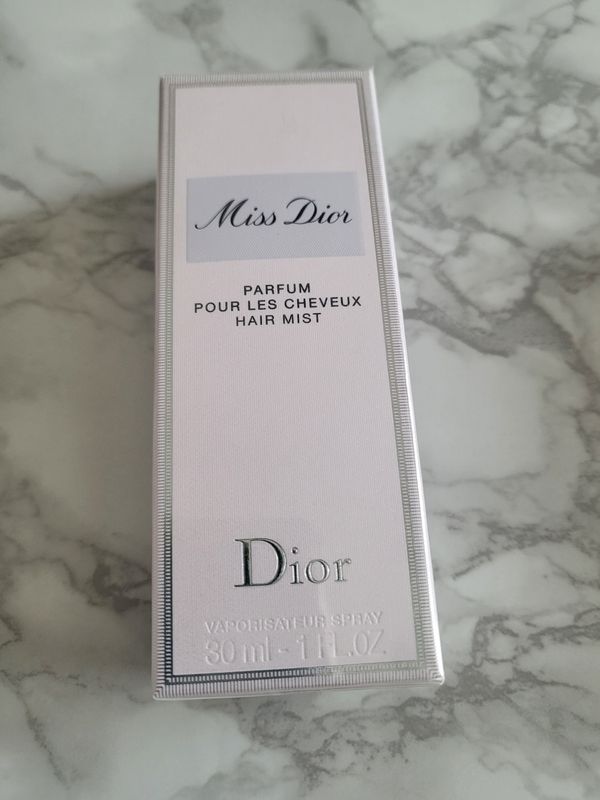 Miss Dior
PARFUM
POUR LES CHEVEUX
HAIR MIST
Dior
VAPORISATEUR SPRAY
30 ml - 1 FL.OZ